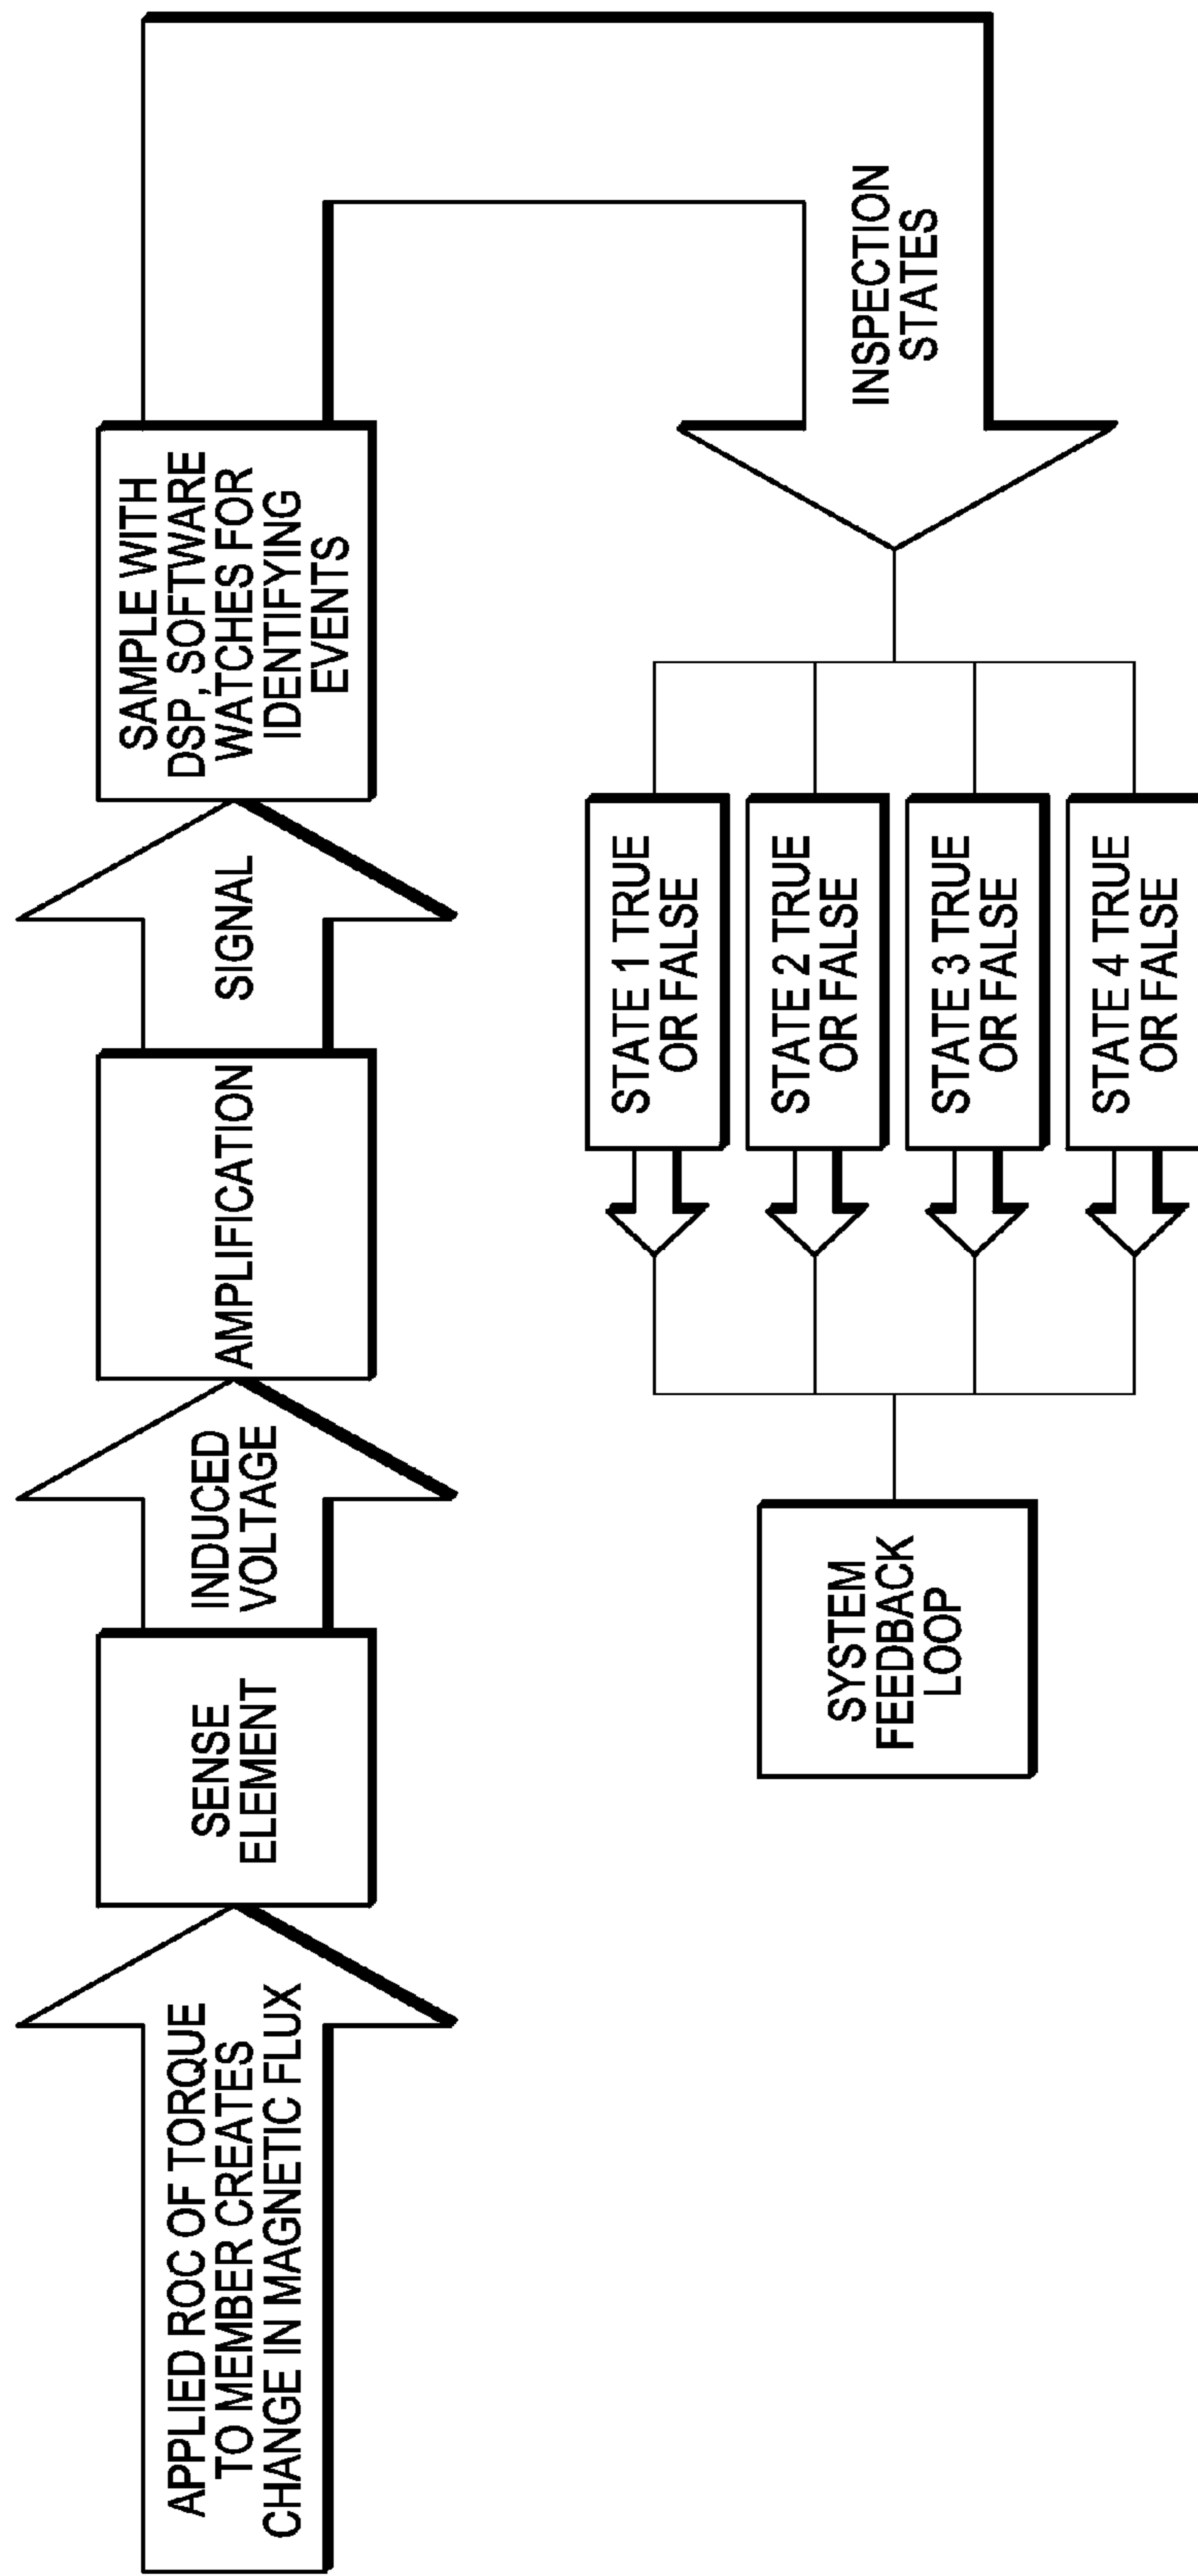 APPLIED ROC OF TORQUE
TO MEMBER CREATES
CHANGE IN MAGNETIC FLUX
SENSE
ELEMENT
INDUCED
VOLTAGE
AMPLIFICATION
SIGNAL
SAMPLE WITH
DSP, SOFTWARE
WATCHES FOR
IDENTIFYING
EVENTS
INSPECTION
STATES
STATE 1 TRUE
OR FALSE
STATE 2 TRUE
OR FALSE
STATE 3 TRUE
OR FALSE
STATE 4 TRUE
OR FALSE
SYSTEM
FEEDBACK
LOOP